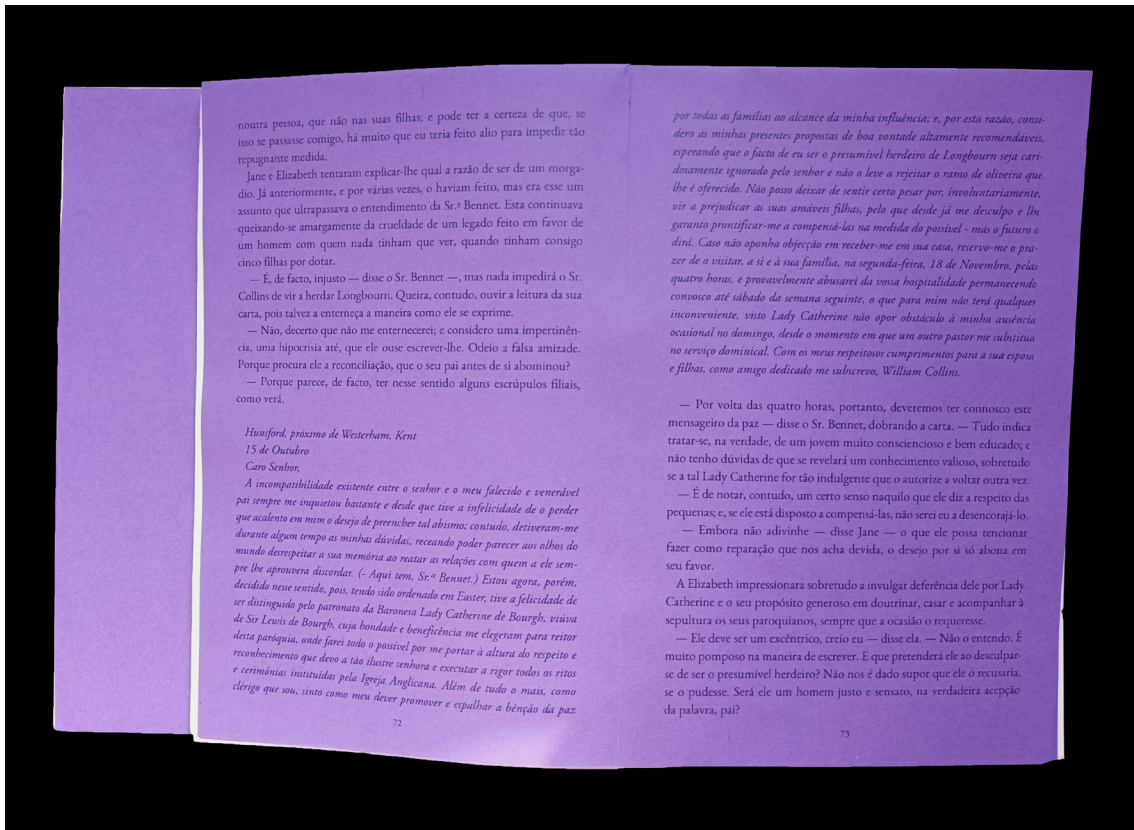 noutra pessoa, que não nas suas filhas; e pode ter a certeza de que, se
isso se passasse comigo, há muito que eu teria feito alio para impedir tão
repugnante medida.
Jane e Elizabeth tentaram explicar-lhe qual a razão de ser de um morga-
dio. Já anteriormente, e por várias vezes, o haviam feito, mas era esse um
assunto que ultrapassava o entendimento da Sr.ª Bennet. Esta continuava
queixando-se amargamente da crueldade de um legado feito em favor de
um homem com quem nada tinham que ver, quando tinham consigo
cinco filhas por dotar.
— É, de facto, injusto — disse o Sr. Bennet —, mas nada impedirá o Sr.
Collins de vir a herdar Longbourn. Queira, contudo, ouvir a leitura da sua
carta, pois talvez a enterneça a maneira como ele se exprime.
— Não, decerto que não me enternecerei; e considero uma impertinên-
cia, uma hipocrisia até, que ele ouse escrever-lhe. Odeio a falsa amizade.
Porque procura ele a reconciliação, que o seu pai antes de si abominou?
— Porque parece, de facto, ter nesse sentido alguns escrúpulos filiais,
como verá.
Hunsford, próximo de Westerham, Kent
15 de Outubro
Caro Senhor,
A incompatibilidade existente entre o senhor e o meu falecido e venerável
pai sempre me inquietou bastante e desde que tive a infelicidade de o perder
que acalento em mim o desejo de preencher tal abismo; contudo, detiveram-me
durante algum tempo as minhas dúvidas, receando poder parecer aos olhos do
mundo desrespeitar a sua memória ao reatar as relações com quem a ele sem-
pre lhe aprouvera discordar. (- Aqui tem, Sr.ª Bennet.) Estou agora, porém,
decidido nesse sentido, pois, tendo sido ordenado em Easter, tive a felicidade de
ser distinguido pelo patronato da Baronesa Lady Catherine de Bourgh, viúva
de Sir Lewis de Bourgh, cuja bondade e beneficência me elegeram para reitor
desta paróquia, onde farei todo o possível por me portar à altura do respeito e
reconhecimento que devo a tão ilustre senhora e executar a rigor todos os ritos
e cerimónias instituídas pela Igreja Anglicana. Além de tudo o mais, como
clérigo que sou, sinto como meu dever promover e espalhar a bênção da paz
72
por todas as famílias ao alcance da minha influência; e, por esta razão, consi-
dero as minhas presentes propostas de boa vontade altamente recomendáveis,
esperando que o facto de eu ser o presumível herdeiro de Longbourn seja cari-
dosamente ignorado pelo senhor e não o leve a rejeitar o ramo de oliveira que
lhe é oferecido. Não posso deixar de sentir certo pesar por, involuntariamente,
vir a prejudicar as suas amáveis filhas, pelo que desde já me desculpo e lhe
garanto prontificar-me a compensá-las na medida do possível - mas o futuro o
dirá. Caso não oponha objecção em receber-me em sua casa, reservo-me o pra-
zer de o visitar, a si e à sua família, na segunda-feira, 18 de Novembro, pelas
quatro horas, e provavelmente abusarei da vossa hospitalidade permanecendo
convosco até sábado da semana seguinte, o que para mim não terá qualquer
inconveniente, visto Lady Catherine não opor obstáculo à minha ausência
ocasional no domingo, desde o momento em que um outro pastor me substitua
no serviço dominical. Com os meus respeitosos cumprimentos para a sua esposa
e filhas, como amigo dedicado me subscrevo, William Collins.
— Por volta das quatro horas, portanto, deveremos ter connosco este
mensageiro da paz — disse o Sr. Bennet, dobrando a carta. — Tudo indica
tratar-se, na verdade, de um jovem muito consciencioso e bem educado; e
não tenho dúvidas de que se revelará um conhecimento valioso, sobretudo
se a tal Lady Catherine for tão indulgente que o autorize a voltar outra vez.
— É de notar, contudo, um certo senso naquilo que ele diz a respeito das
pequenas; e, se ele está disposto a compensá-las, não serei eu a desencorajá-lo.
— Embora não adivinhe — disse Jane — o que ele possa tencionar
fazer como reparação que nos acha devida, o desejo por si só abona em
seu favor.
A Elizabeth impressionara sobretudo a invulgar deferência dele por Lady
Catherine e o seu propósito generoso em doutrinar, casar e acompanhar à
sepultura os seus paroquianos, sempre que a ocasião o requeresse.
— Ele deve ser um excêntrico, creio eu — disse ela. — Não o entendo. É
muito pomposo na maneira de escrever. E que pretenderá ele ao desculpar-
se de ser o presumível herdeiro? Não nos é dado supor que ele o recusaria,
se o pudesse. Será ele um homem justo e sensato, na verdadeira acepção
da palavra, pai?
73